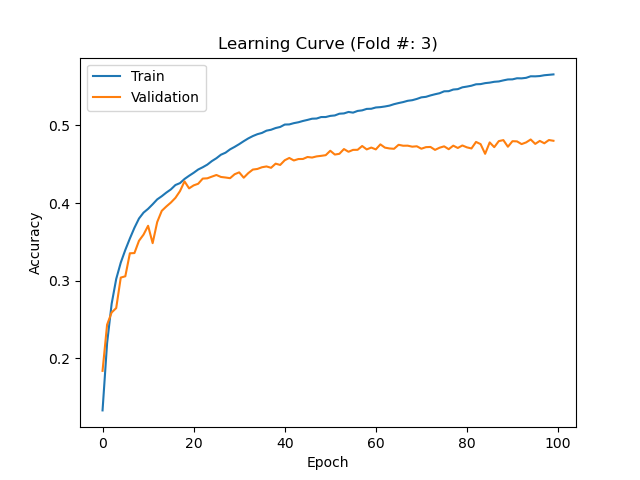 Learning Curve (Fold #: 3)
Train
Validation
0.5
0.4
0.3
0.2
Accuracy
0 20 40 60 80 100
Epoch